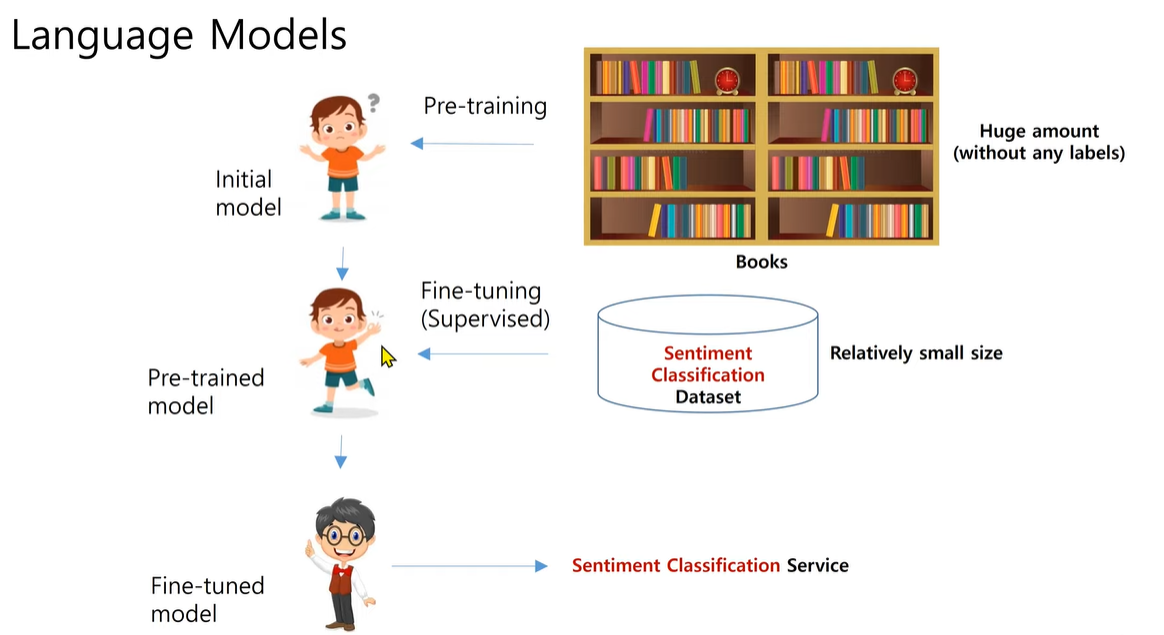 Language Models
?
Pre-training
Huge amount
(without any labels)
Initial
model
Books
Fine-tuning
(Supervised)
Sentiment
Classification
Dataset
Relatively small size
Pre-trained
model
Sentiment Classification Service
Fine-tuned
model